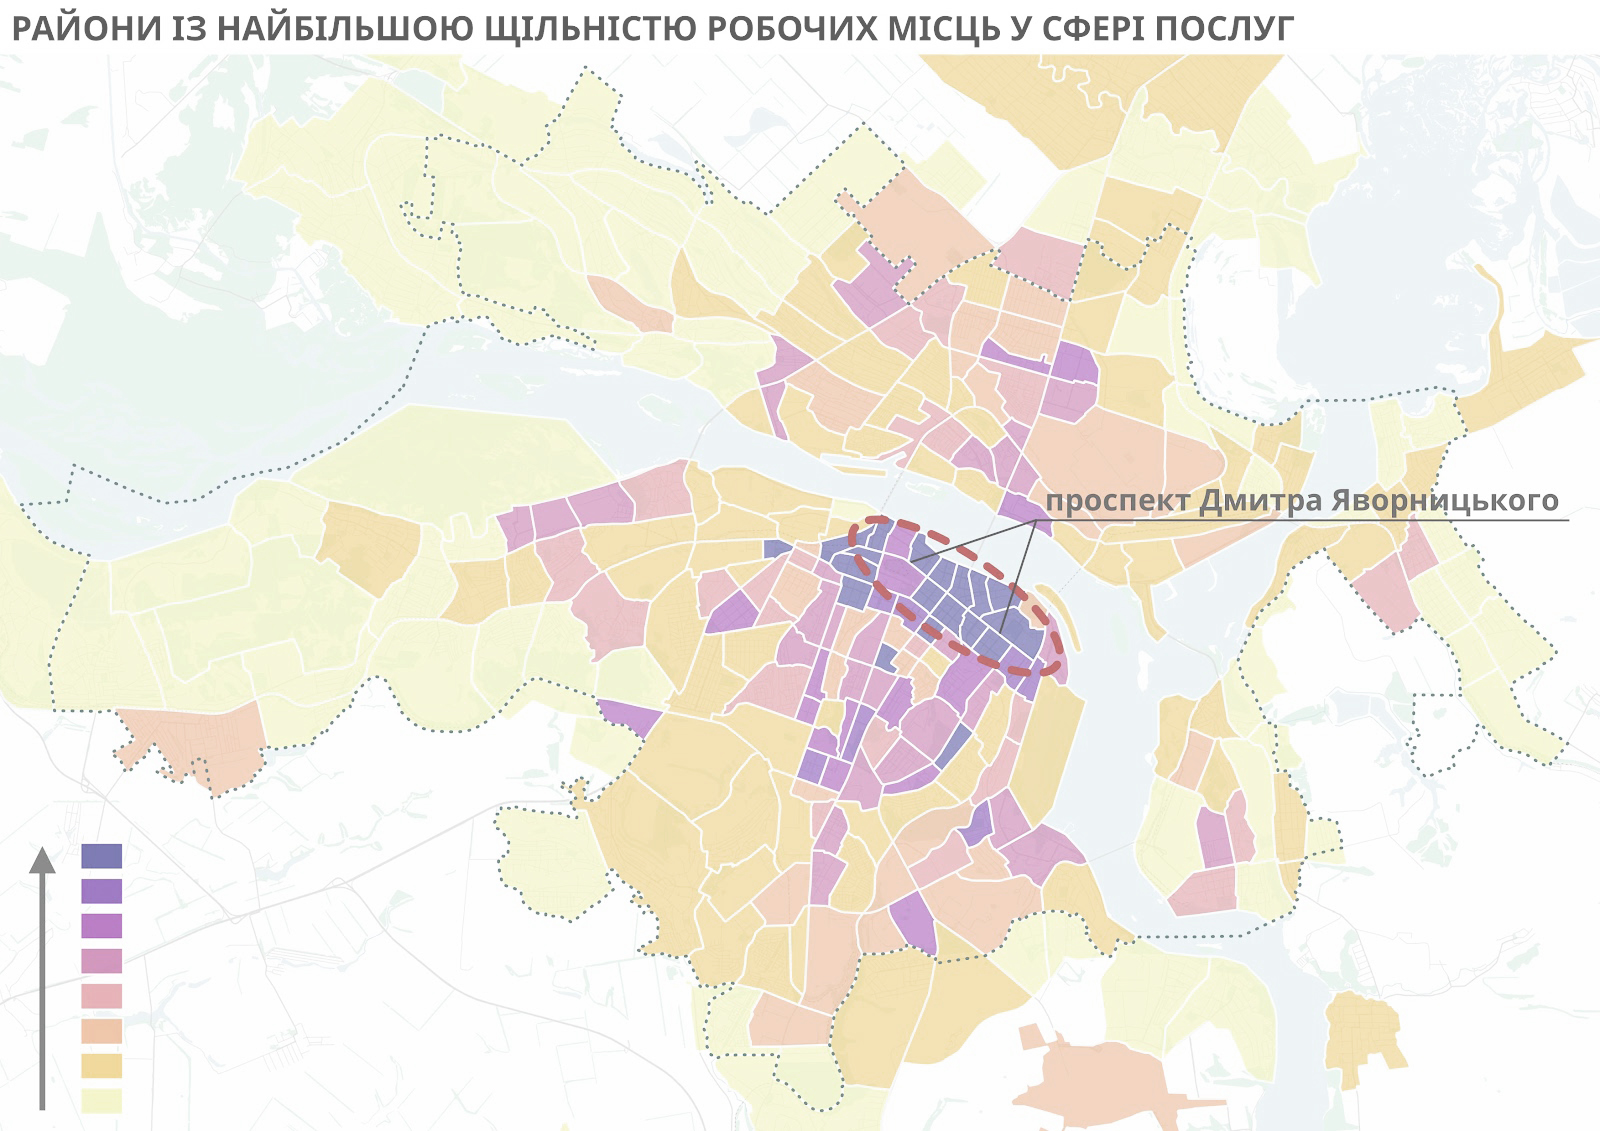 РАЙОНИ ІЗ НАЙБІЛЬШОЮ ЩІЛЬНІСТЮ РОБОЧИХ МІСЦЬ У СФЕРІ ПОСЛУГ
проспект Дмитра Яворницького